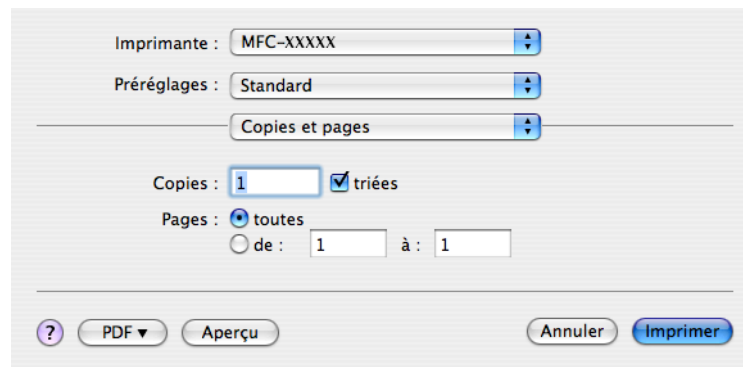 Imprimante : MFC-XXXXX
Préréglages : Standard
Copies et pages
Copies : 1 triées
Pages : toutes
de : 1 à : 1
? PDF ▼ Aperçu Annuler Imprimer